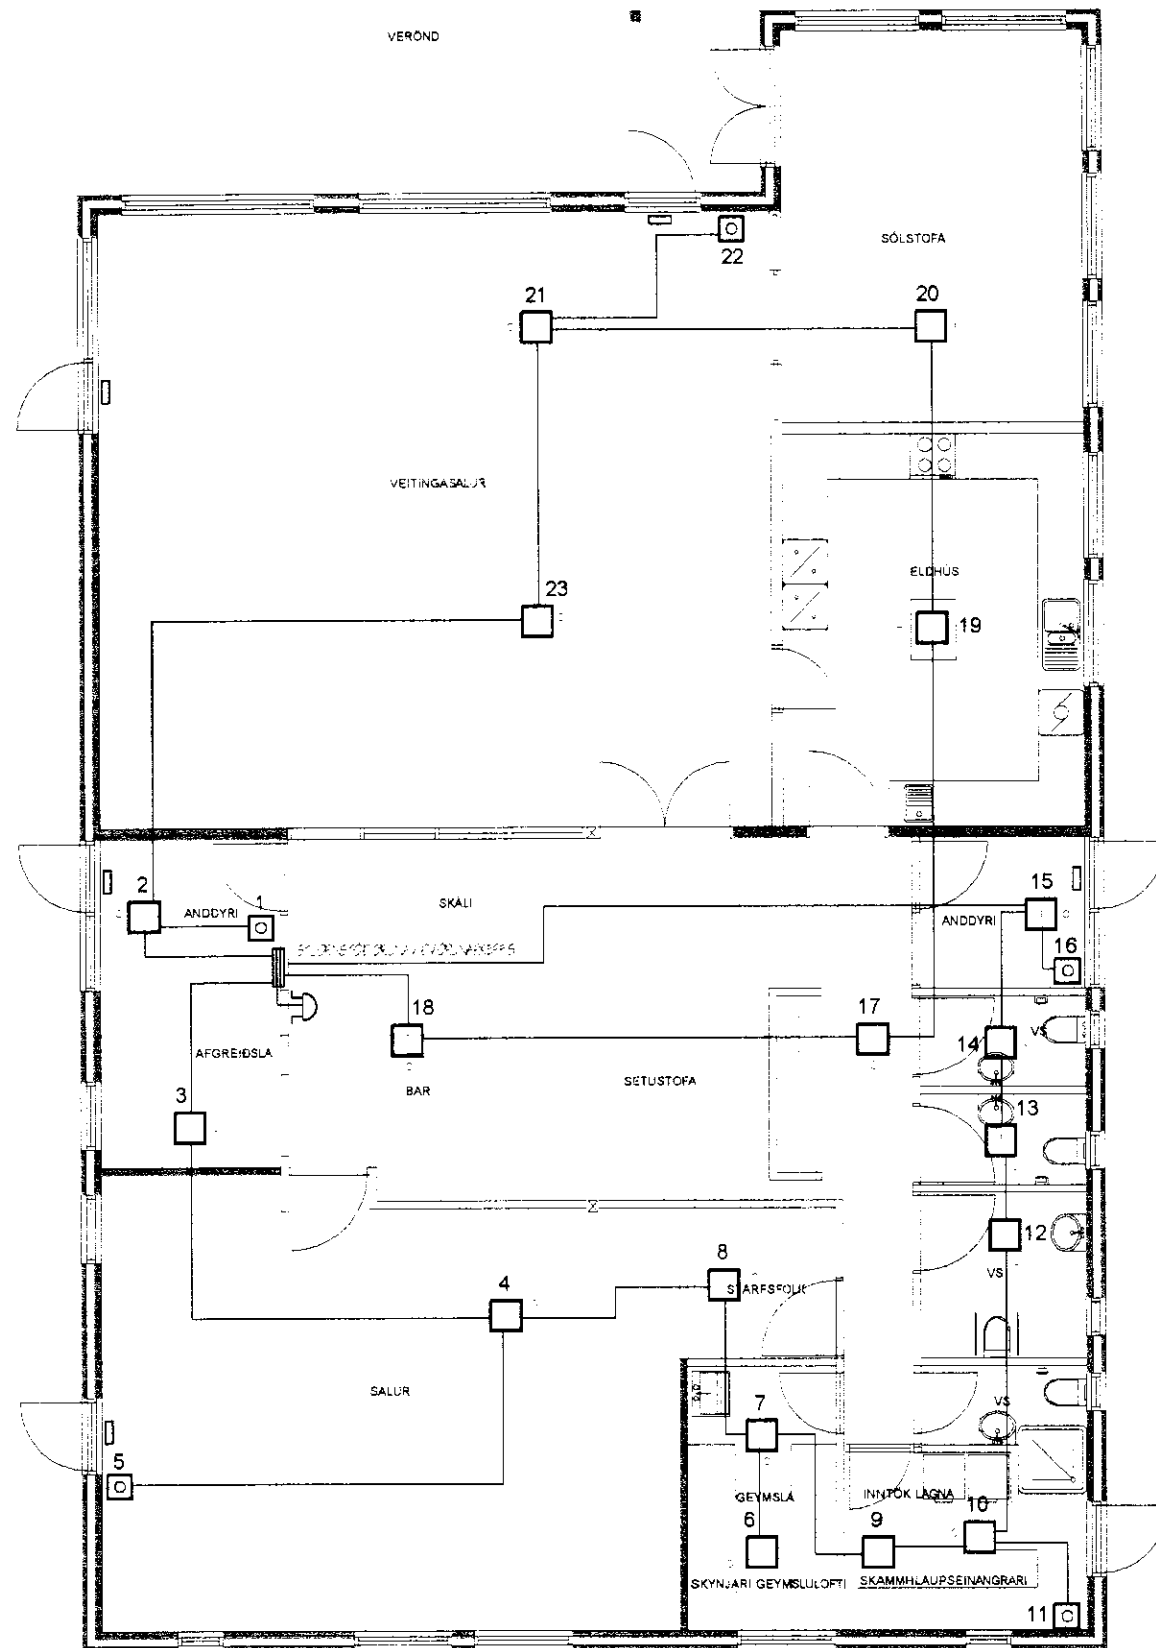 VERÖND
SÓLSTOFA
22
21
20
VEITINGASALUR
ELDHÚS
23
19
2
ANDDYRI
1
SKÁLI
15
ANDDYRI
16
18
17
14
VS
AFGREIÐSLA
BAR
SETUSTOFA
13
3
12
VS
8
STARFSFÓLK
4
SALUR
VS
7
5
GEYMSLA
INNTÖK LAGNA
10
6
9
SKYNJARI GEYMSLULOFTI
SKAMMHLAUPSEINANGRARI
11